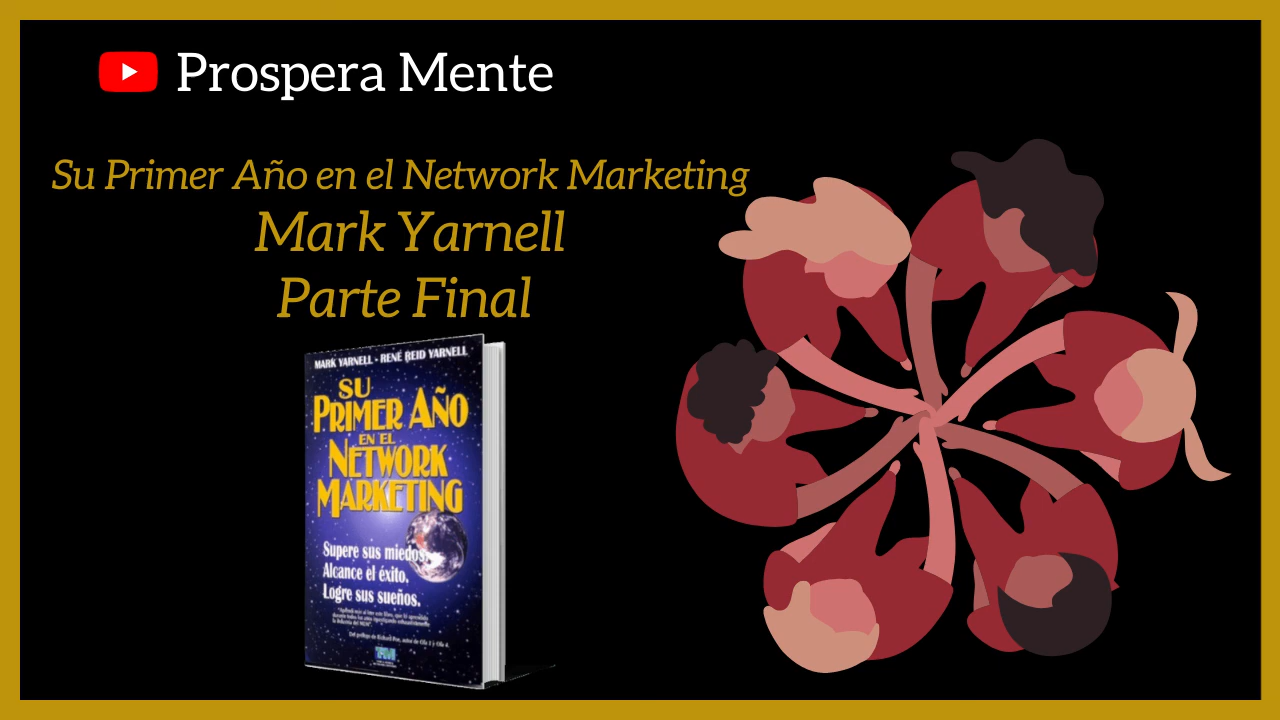 Prospera Mente
Su Primer Año en el Network Marketing
Mark Yarnell
Parte Final
MARK YARNELL - RENÉ REID YARNELL
SU
PRIMER AÑO
EN EL
NETWORK
MARKETING
Supere sus miedos.
Alcance el éxito.
Logre sus sueños.